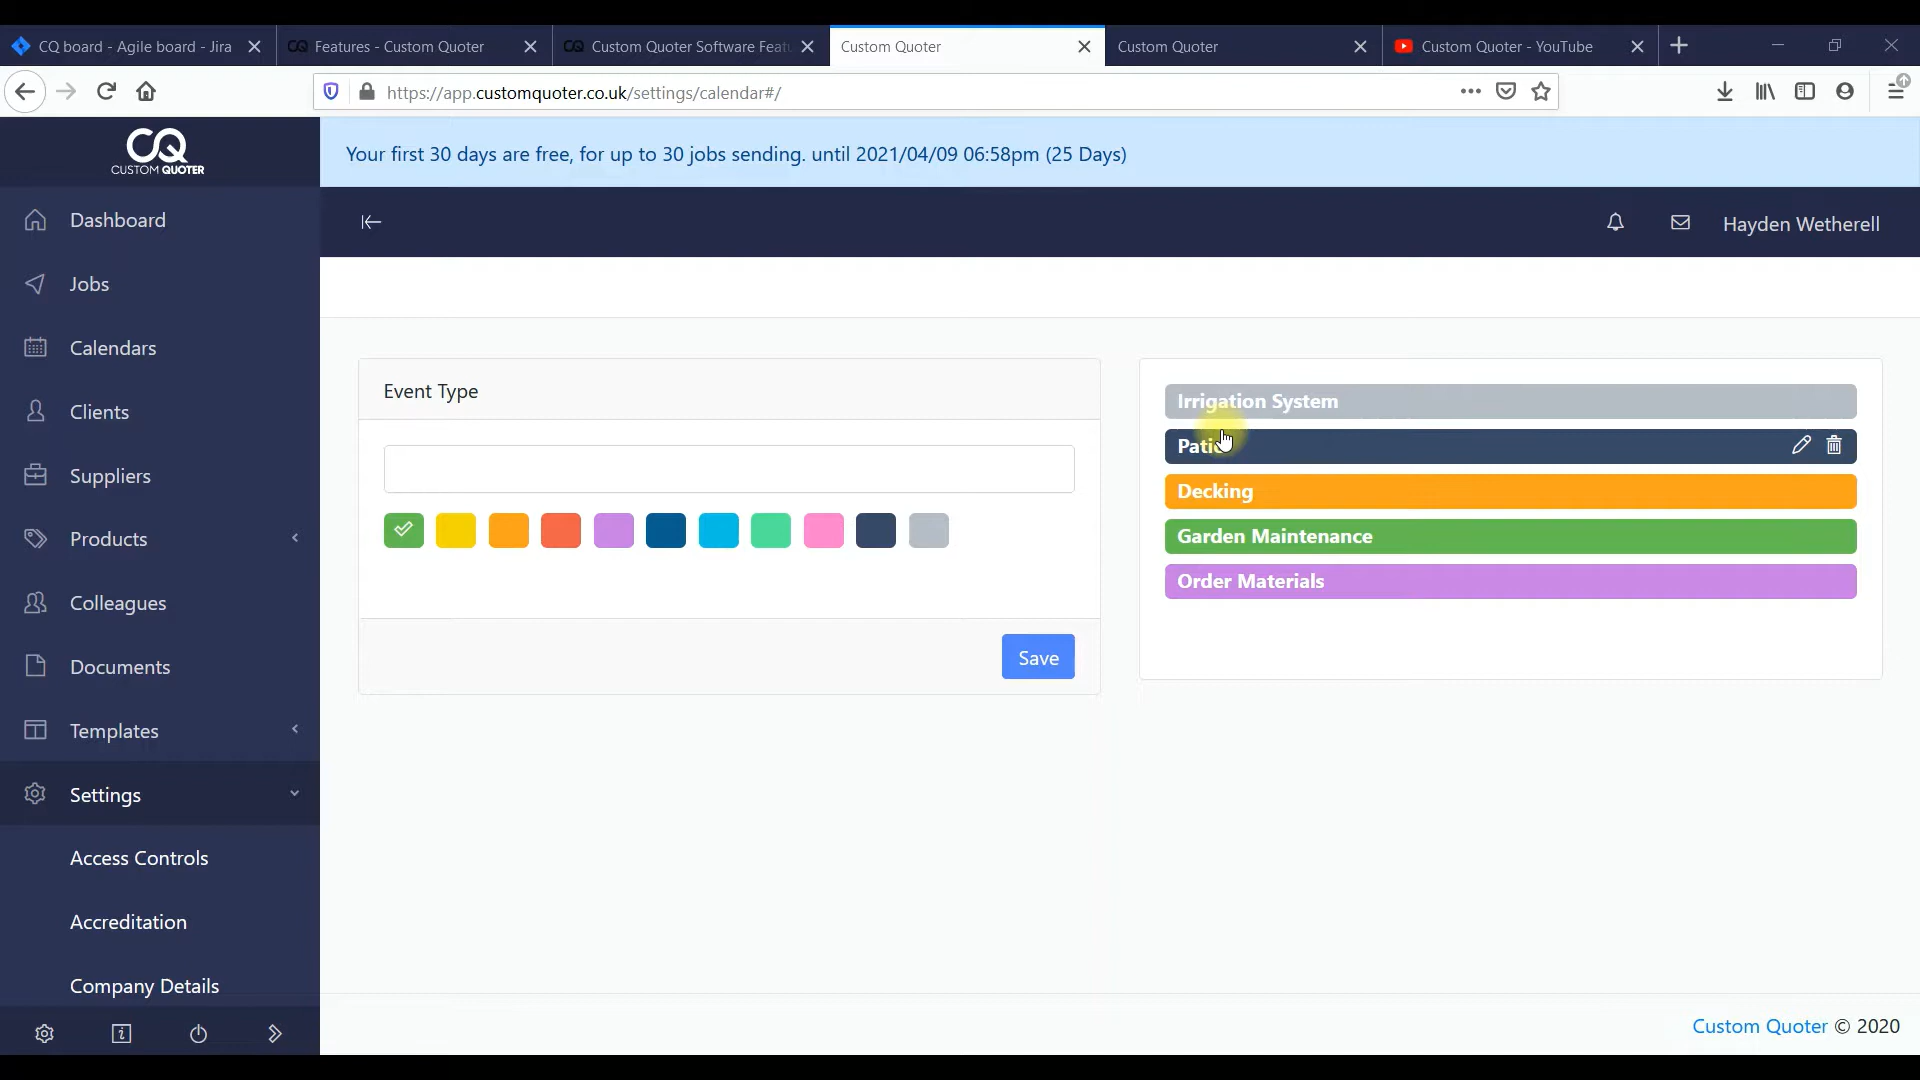 CQ board - Agile board - Jira
Features - Custom Quoter
Custom Quoter Software Featu
Custom Quoter
Custom Quoter
Custom Quoter - YouTube
https://app.customquoter.co.uk/settings/calendar#/
CQ
CUSTOM QUOTER
Your first 30 days are free, for up to 30 jobs sending. until 2021/04/09 06:58pm (25 Days)
Hayden Wetherell
Dashboard
Jobs
Calendars
Clients
Suppliers
Products
Colleagues
Documents
Templates
Settings
Access Controls
Accreditation
Company Details
Event Type
Save
Irrigation System
Patio
Decking
Garden Maintenance
Order Materials
Custom Quoter © 2020